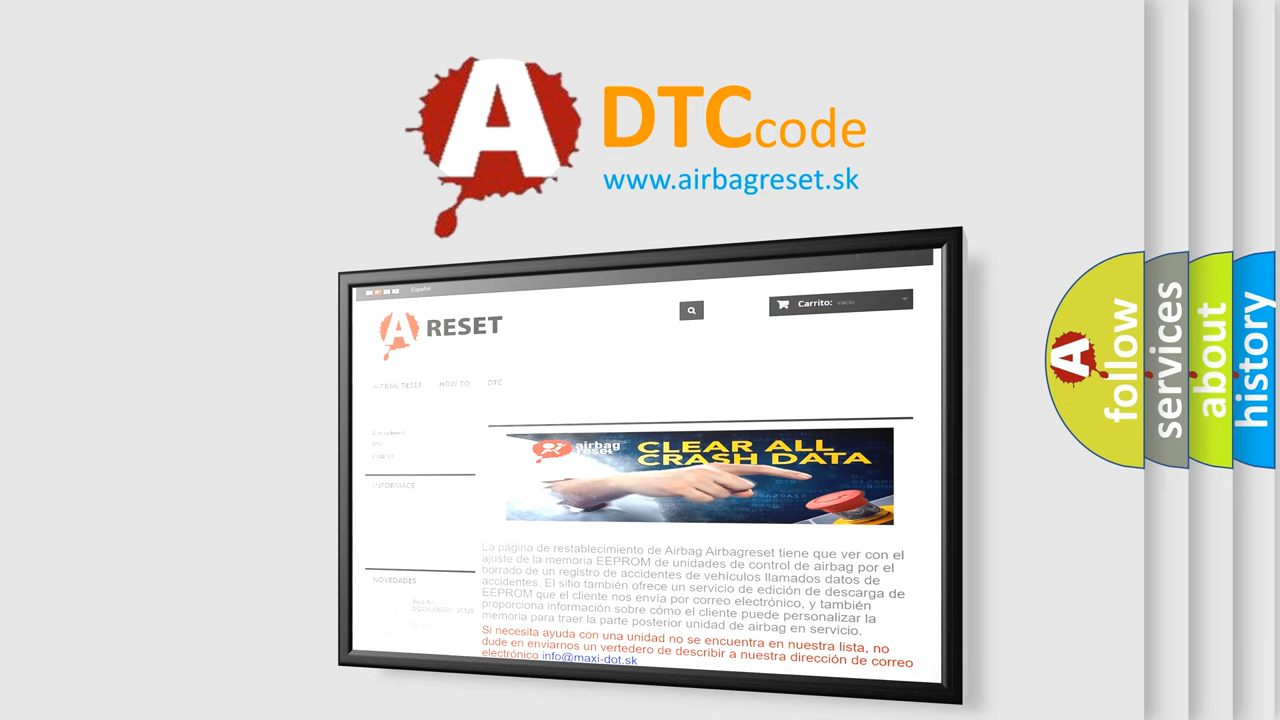 A
DTCcode
www.airbagreset.sk
Español
Carrito: vacío
A RESET
AIRBAG RESET HOW TO DTC
INFORMACE
NOVEDADES
airbag
reset
CLEAR ALL
CRASH DATA
La página de restablecimiento de Airbag Airbagreset tiene que ver con el
ajuste de la memoria EEPROM de unidades de control de airbag por el
borrado de un registro de accidentes de vehículos llamados datos de
accidentes. El sitio también ofrece un servicio de edición de descarga de
EEPROM que el cliente nos envía por correo electrónico, y también
proporciona información sobre cómo el cliente puede personalizar la
memoria para traer la parte posterior unidad de airbag en servicio.
Si necesita ayuda con una unidad no se encuentra en nuestra lista, no
dude en enviarnos un vertedero de describir a nuestra dirección de correo
electrónico info@maxi-dot.sk
A
follow
services
about
history